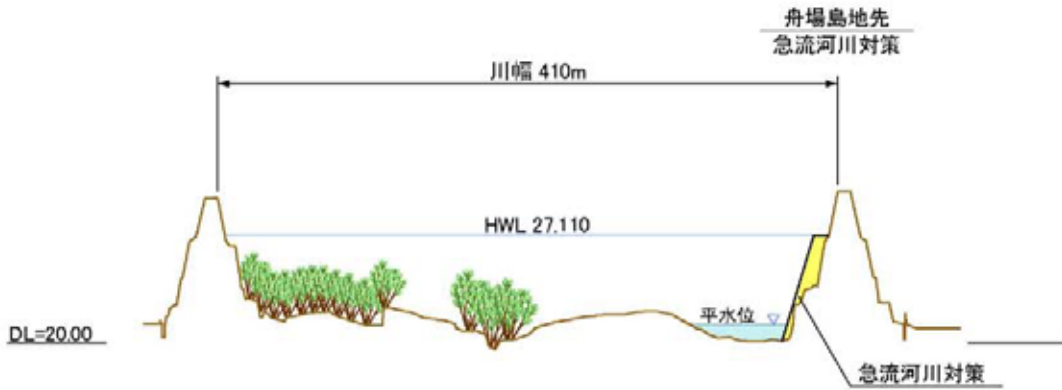 舟場島地先
急流河川対策
川幅 410m
HWL 27.110
平水位
DL=20.00
急流河川対策